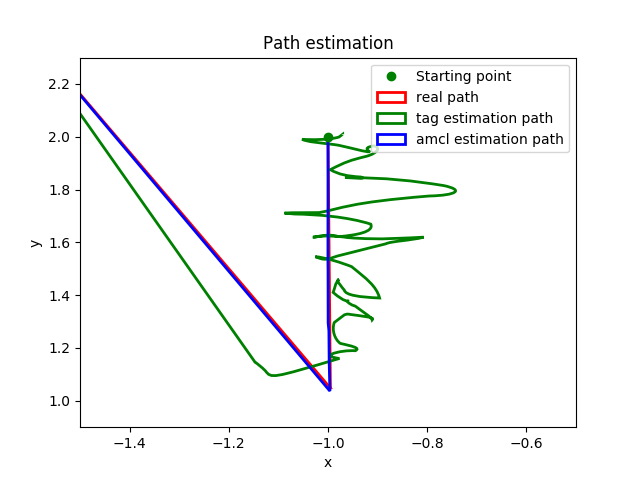 Path estimation
Starting point
real path
tag estimation path
amcl estimation path
2.2
2.0
1.8
1.6
1.4
1.2
1.0
y
−1.4
−1.2
−1.0
−0.8
−0.6
x